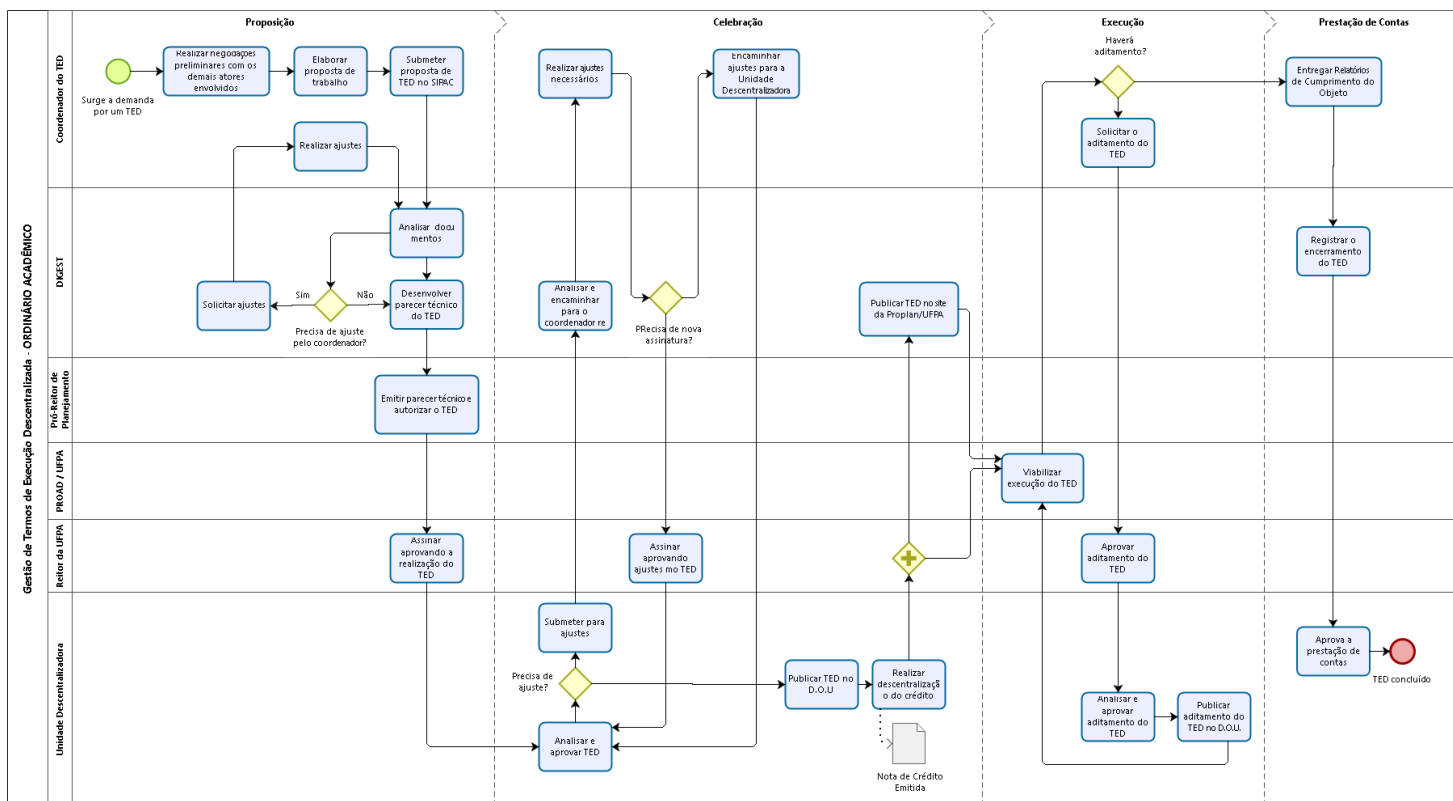 Gestão de Termos de Execução Descentralizada - ORDINÁRIO ACADÊMICO
Proposição
Celebração
Execução
Prestação de Contas
Coordenador do TED
Surge a demanda
por um TED
Realizar negociações
preliminares com os
demais atores
envolvidos
Elaborar
proposta de
trabalho
Submeter
proposta de
TED no SIPAC
Realizar ajustes
Realizar ajustes
necessários
Encaminhar
ajustes para a
Unidade
Descentralizadora
Haverá
aditamento?
Solicitar o
aditamento do
TED
Entregar Relatórios
de Cumprimento do
Objeto
DIGEST
Analisar docu
mentos
Solicitar ajustes
Sim
Não
Precisa de ajuste
pelo coordenador?
Desenvolver
parecer técnico
do TED
Analisar e
encaminhar
para o
coordenador re
PRecisa de nova
assinatura?
Publicar TED no site
da Proplan/UFPA
Registrar o
encerramento
do TED
Pró-Reitor de
Planejamento
Emitir parecer técnico e
autorizar o TED
PROAD / UFPA
Viabilizar
execução do TED
Reitor da UFPA
Assinar
aprovando a
realização do
TED
Assinar
aprovando
ajustes mo TED
Aprovar
aditamento do
TED
Unidade Descentralizadora
Submeter para
ajustes
Precisa de
ajuste?
Analisar e
aprovar TED
Publicar TED no
D.O.U
Realizar
descentralizaçã
o do crédito
Nota de Crédito
Emitida
Analisar e
aprovar
aditamento do
TED
Publicar
aditamento do
TED no D.O.U.
Aprova a
prestação de
contas
TED concluído